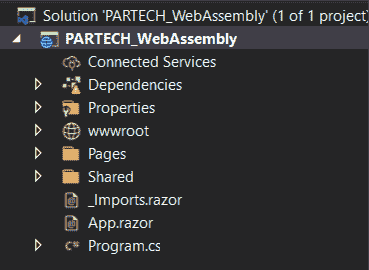 Solution 'PARTECH_WebAssembly' (1 of 1 project)
PARTECH_WebAssembly
Connected Services
Dependencies
Properties
wwwroot
Pages
Shared
_Imports.razor
App.razor
C# Program.cs